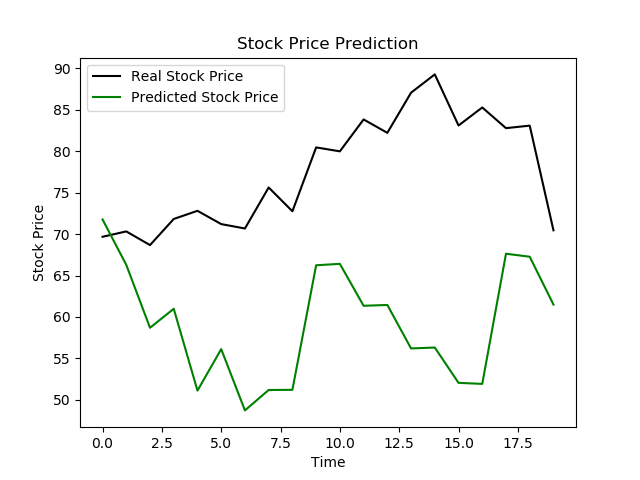 Stock Price Prediction
Real Stock Price
Predicted Stock Price
90
85
80
75
70
65
60
55
50
Stock Price
0.0 2.5 5.0 7.5 10.0 12.5 15.0 17.5
Time